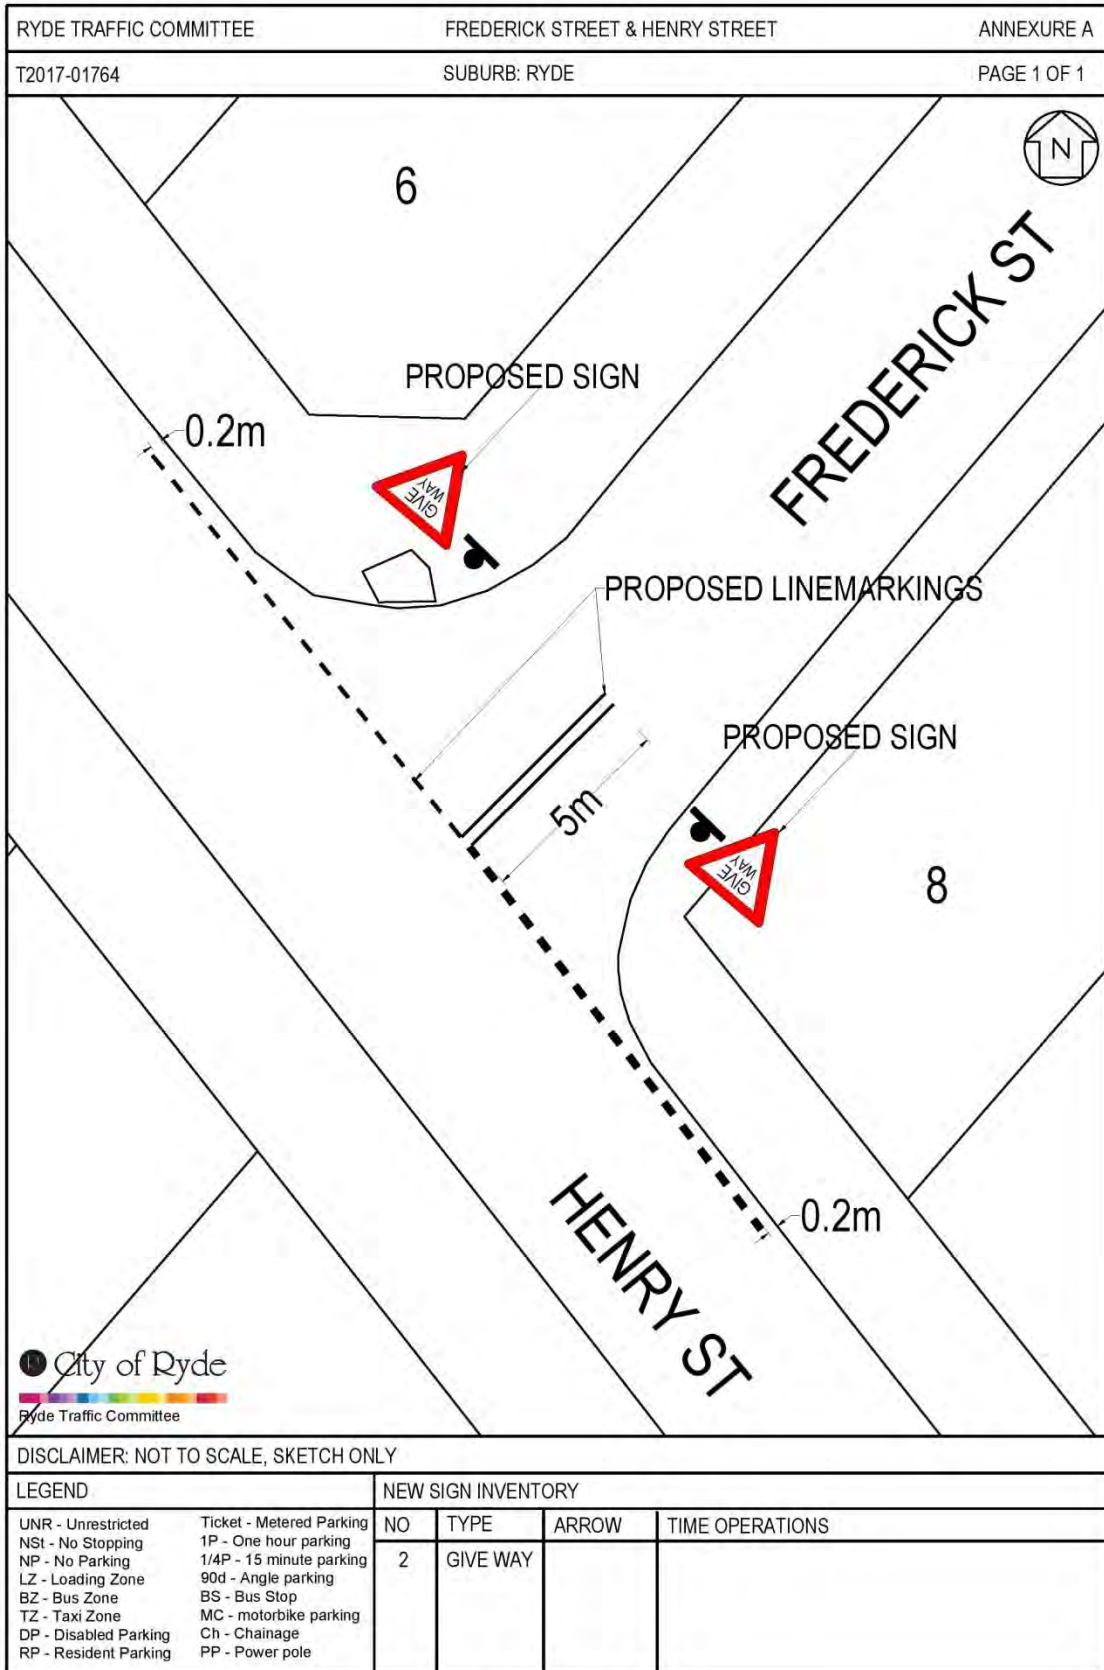 RYDE TRAFFIC COMMITTEE FREDERICK STREET & HENRY STREET ANNEXURE A
T2017-01764 SUBURB: RYDE PAGE 1 OF 1
N
6
FREDERICK ST
PROPOSED SIGN
0.2m
GIVE
WAY
PROPOSED LINEMARKINGS
PROPOSED SIGN
5m
GIVE
WAY
8
0.2m
HENRY ST
City of Ryde
Ryde Traffic Committee
DISCLAIMER: NOT TO SCALE, SKETCH ONLY
LEGEND
UNR - Unrestricted
NSt - No Stopping
NP - No Parking
LZ - Loading Zone
BZ - Bus Zone
TZ - Taxi Zone
DP - Disabled Parking
RP - Resident Parking
Ticket - Metered Parking
1P - One hour parking
1/4P - 15 minute parking
90d - Angle parking
BS - Bus Stop
MC - motorbike parking
Ch - Chainage
PP - Power pole
NEW SIGN INVENTORY
NO TYPE ARROW TIME OPERATIONS
2 GIVE WAY